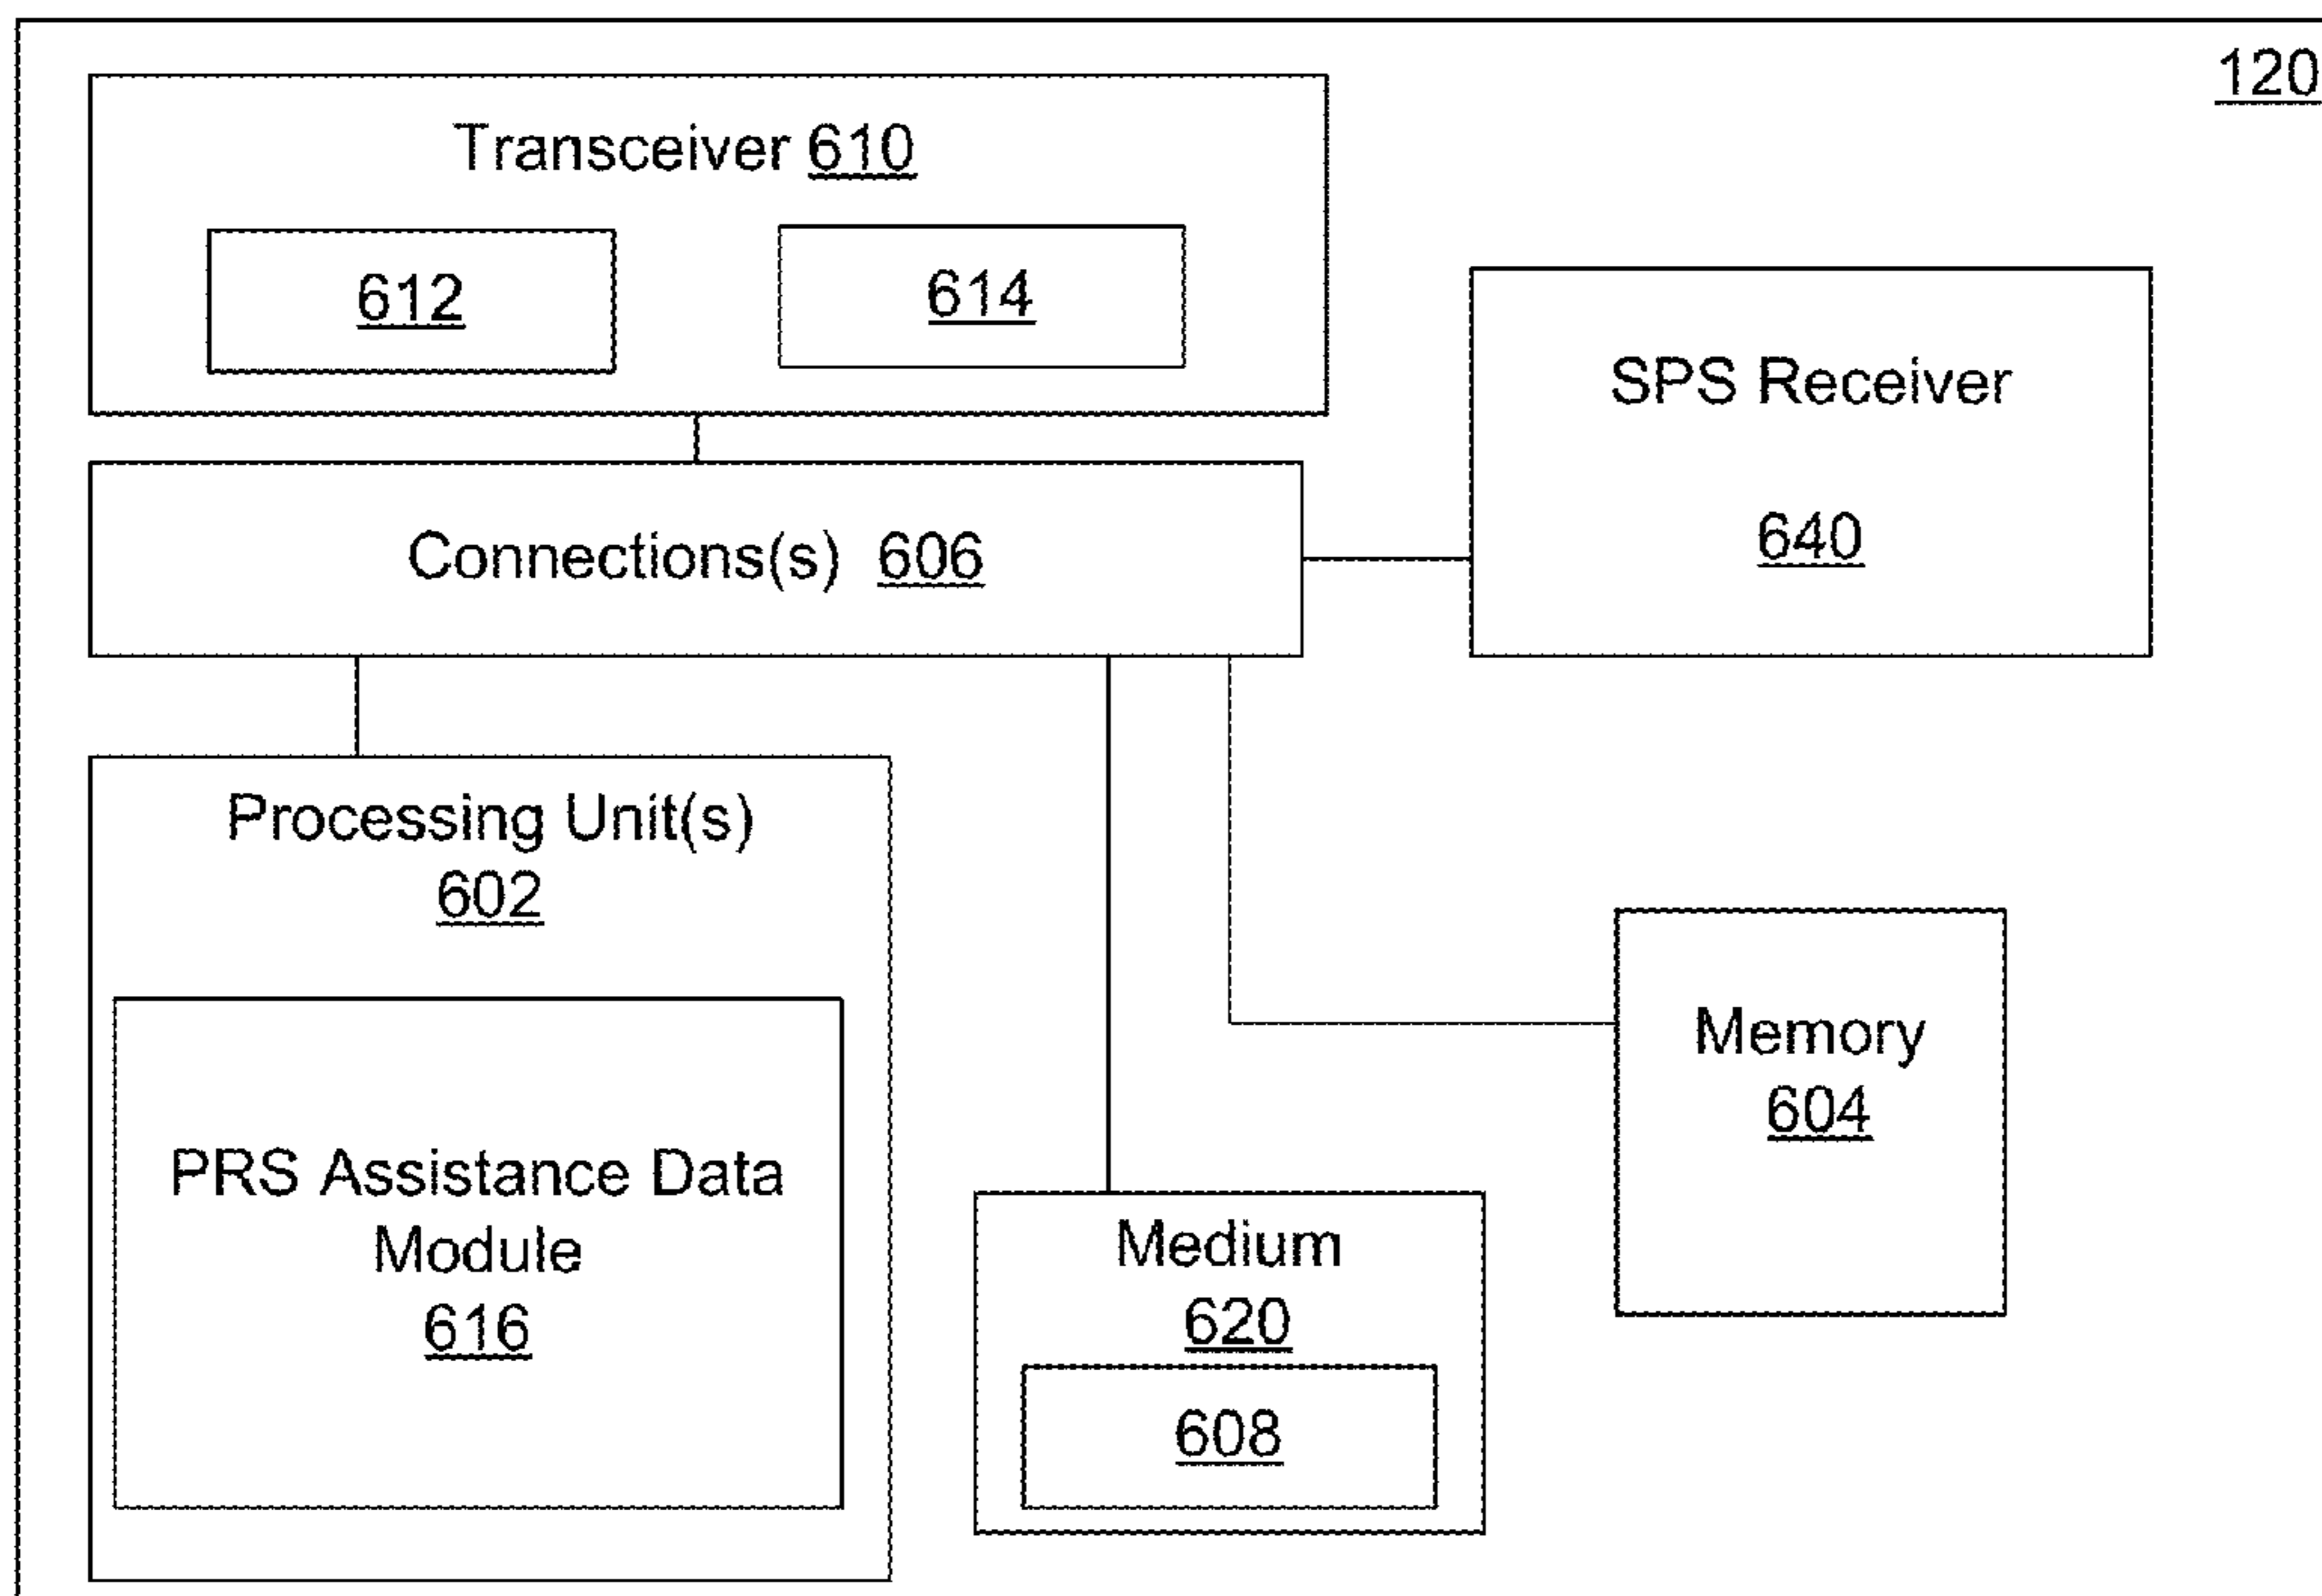 120
Transceiver 610
612
614
SPS Receiver
640
Connections(s) 606
Processing Unit(s)
602
PRS Assistance Data
Module
616
Medium
620
608
Memory
604